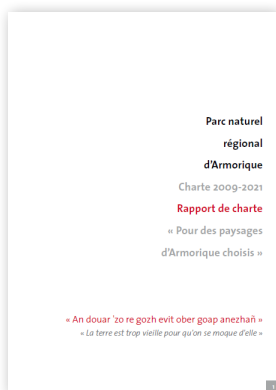 Parc naturel
régional
d'Armorique
Charte 2009-2021
Rapport de charte
« Pour des paysages
d'Armorique choisis »
« An douar 'zo re gozh evit ober goap anezhañ »
« La terre est trop vieille pour qu'on se moque d'elle »
1